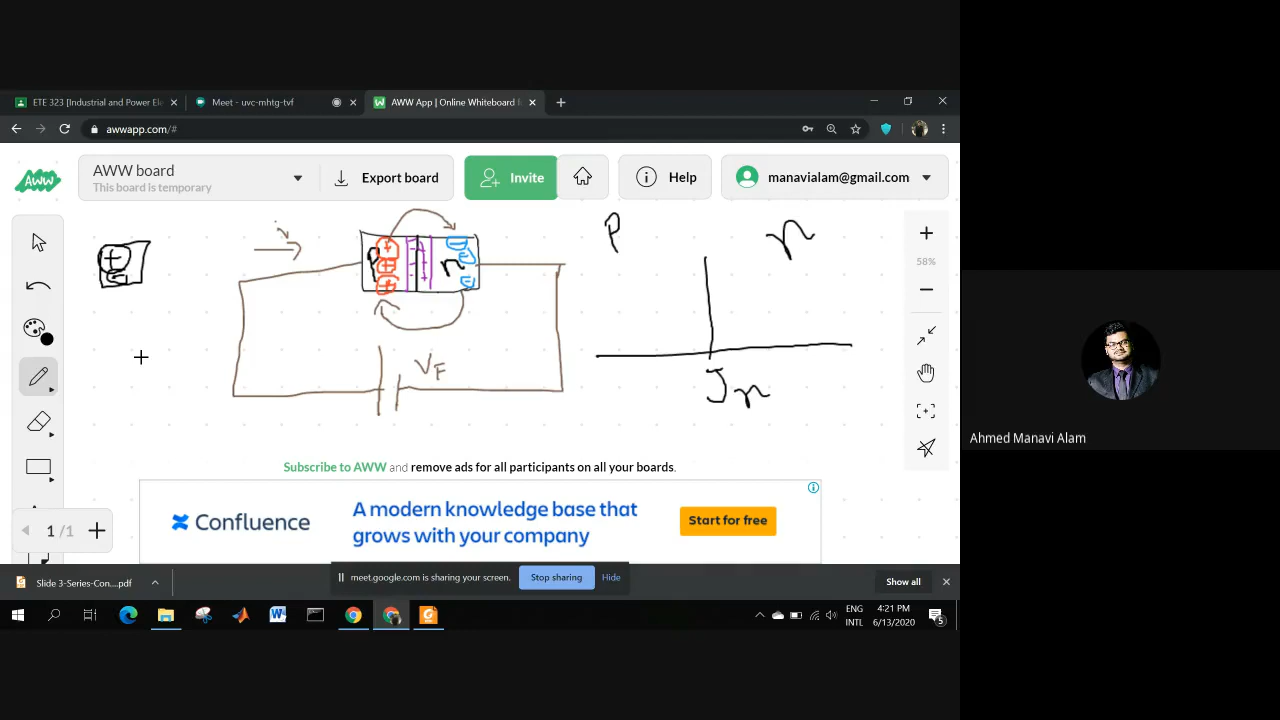 ETE 323 [Industrial and Power Ele
Meet - uvc-mhtg-tvf
AWW App | Online Whiteboard
awwapp.com/#
AWW
AWW board
This board is temporary
Export board
Invite
Help
manavialam@gmail.com
58%
i
P
n
P
n
VF
Jn
Subscribe to AWW and remove ads for all participants on all your boards.
Confluence
A modern knowledge base that
grows with your company
Start for free
1 / 1
meet.google.com is sharing your screen.
Stop sharing
Hide
Slide 3-Series-Con....pdf
Show all
ENG
INTL
4:21 PM
6/13/2020
5
Ahmed Manavi Alam